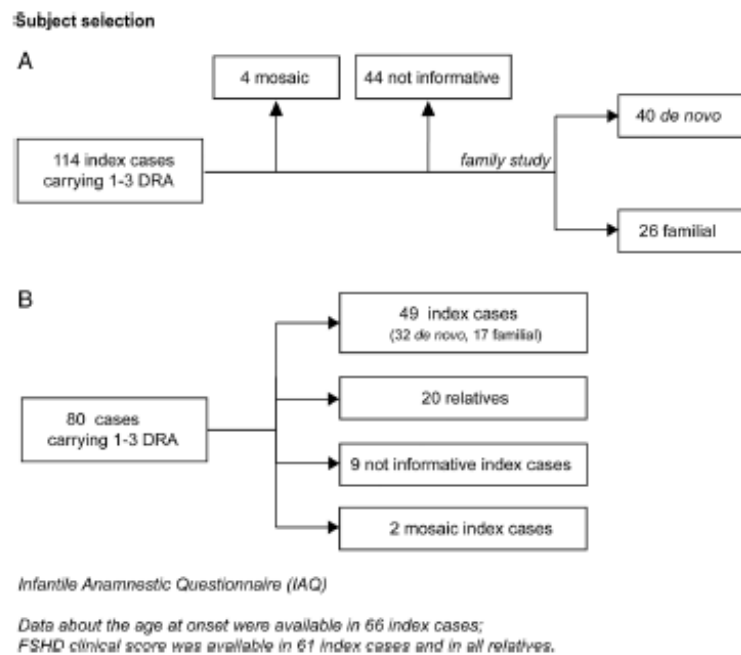 Subject selection
A
4 mosaic
44 not informative
40 de novo
114 index cases
carrying 1-3 DRA
family study
26 familial
B
49 index cases
(32 de novo, 17 familial)
20 relatives
80 cases
carrying 1-3 DRA
9 not informative index cases
2 mosaic index cases
Infantile Anamnestic Questionnaire (IAQ)
Data about the age at onset were available in 66 index cases;
FSHD clinical score was available in 61 index cases and in all relatives.